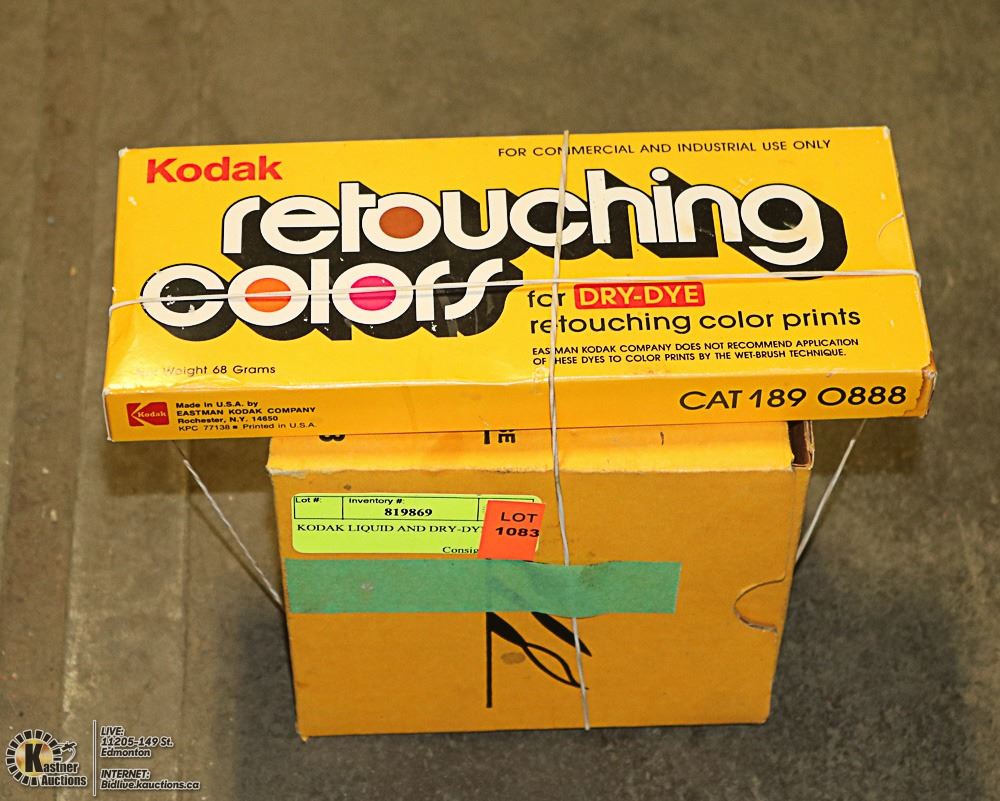 Kodak
FOR COMMERCIAL AND INDUSTRIAL USE ONLY
retouching
colors
for DRY-DYE
retouching color prints
EASTMAN KODAK COMPANY DOES NOT RECOMMEND APPLICATION
OF THESE DYES TO COLOR PRINTS BY THE WET-BRUSH TECHNIQUE.
Weight 68 Grams
Kodak
Made in U.S.A. by
EASTMAN KODAK COMPANY
Rochester, N.Y. 14650
KPC 77138 ■ Printed in U.S.A.
CAT 189 0888
Lot #: Inventory #:
819869
KODAK LIQUID AND DRY-DY
Consig
LOT
1083
Kastner
Auctions
LIVE:
11205-149 St.
Edmonton
INTERNET:
Bidlive.kauctions.ca